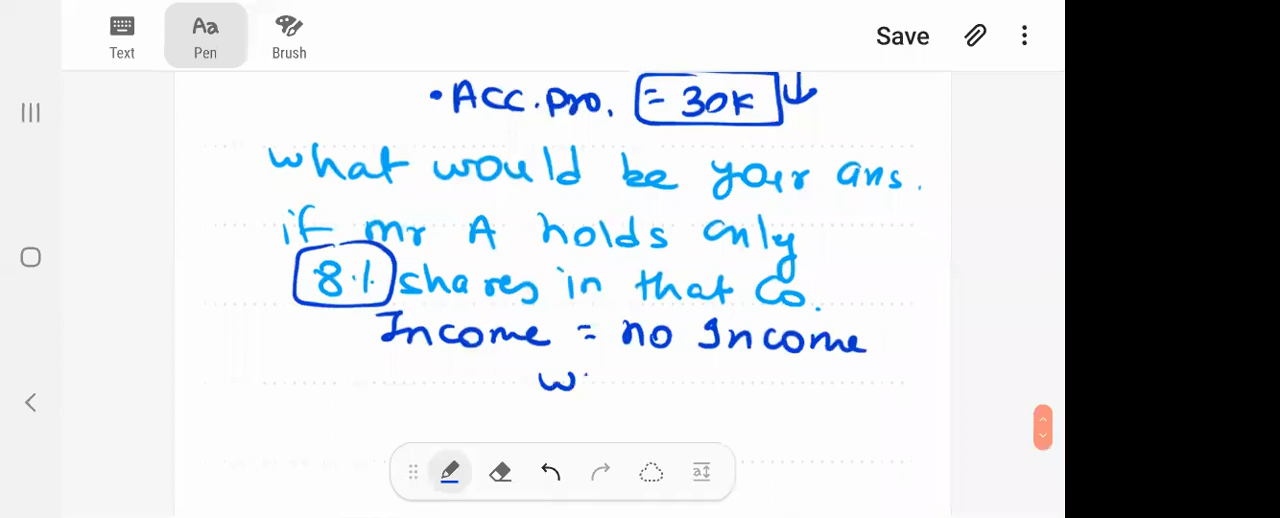 Save
Text
Aa
Pen
Brush
• Acc. pro. = 30K ↓
what would be your ans.
if mr A holds only
8% shares in that Co.
Income = no Income
w